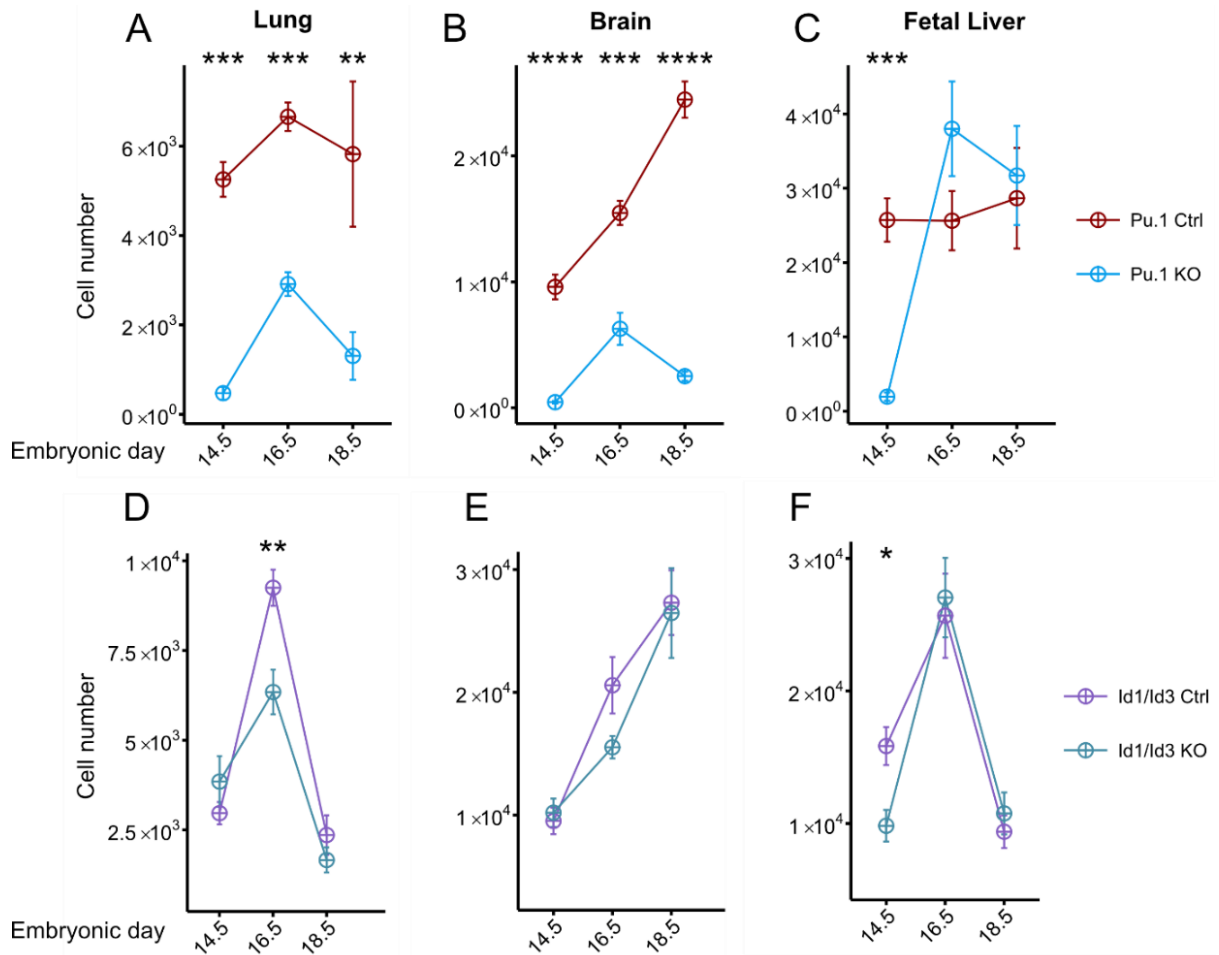 A Lung
B Brain
C Fetal Liver
*** *** **
**** *** ****
***
Cell number
6×10³
4×10³
2×10³
0×10⁰
2×10⁴
1×10⁴
0×10⁰
4×10⁴
3×10⁴
2×10⁴
1×10⁴
0×10⁰
Pu.1 Ctrl
Pu.1 KO
Embryonic day
14.5 16.5 18.5
14.5 16.5 18.5
14.5 16.5 18.5
D
E
F
**
*
Cell number
1×10⁴
7.5×10³
5×10³
2.5×10³
3×10⁴
2×10⁴
1×10⁴
3×10⁴
2×10⁴
1×10⁴
Id1/Id3 Ctrl
Id1/Id3 KO
Embryonic day
14.5 16.5 18.5
14.5 16.5 18.5
14.5 16.5 18.5